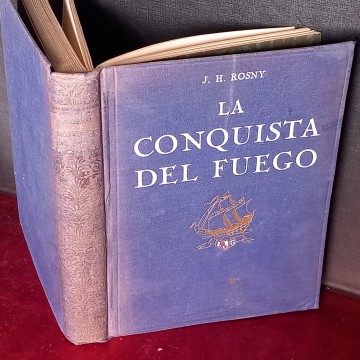 J. H. ROSNY
LA
CONQUISTA
DEL FUEGO